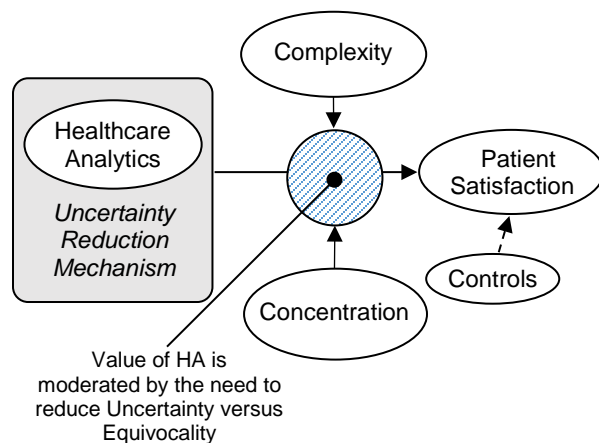 Complexity
Healthcare
Analytics
Uncertainty
Reduction
Mechanism
Patient
Satisfaction
Controls
Concentration
Value of HA is
moderated by the need to
reduce Uncertainty versus
Equivocality